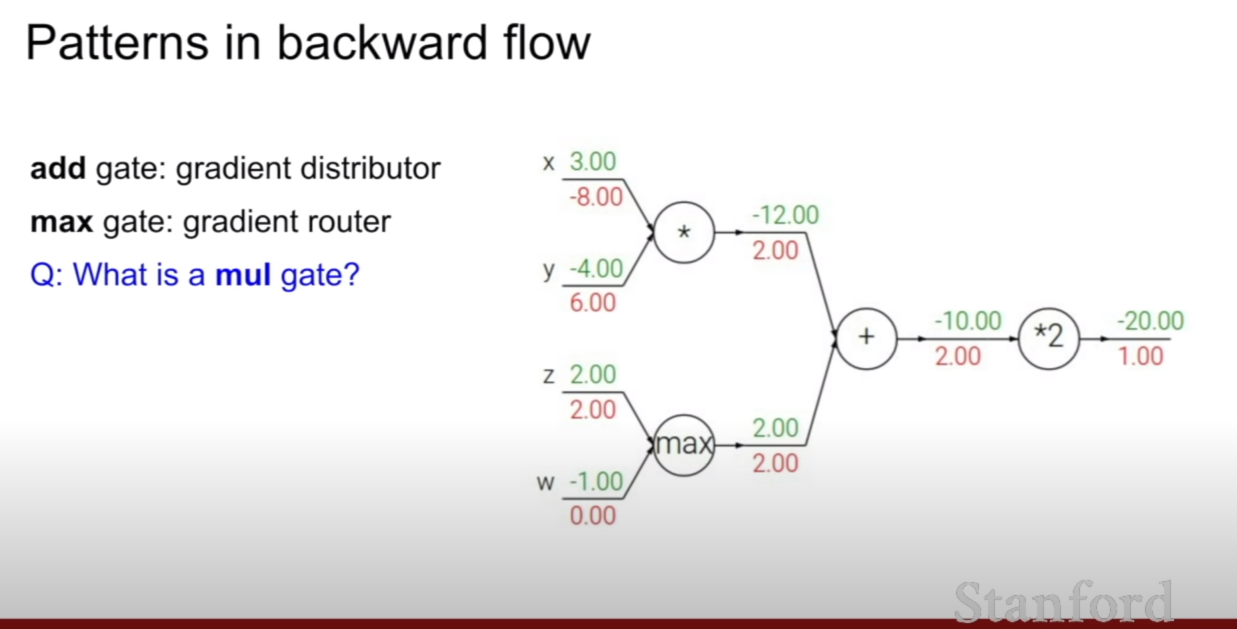 Patterns in backward flow
add gate: gradient distributor
max gate: gradient router
Q: What is a mul gate?
x 3.00
-8.00
y -4.00
6.00
*
-12.00
2.00
z 2.00
2.00
w -1.00
0.00
max
2.00
2.00
+
-10.00
2.00
*2
-20.00
1.00
Stanford